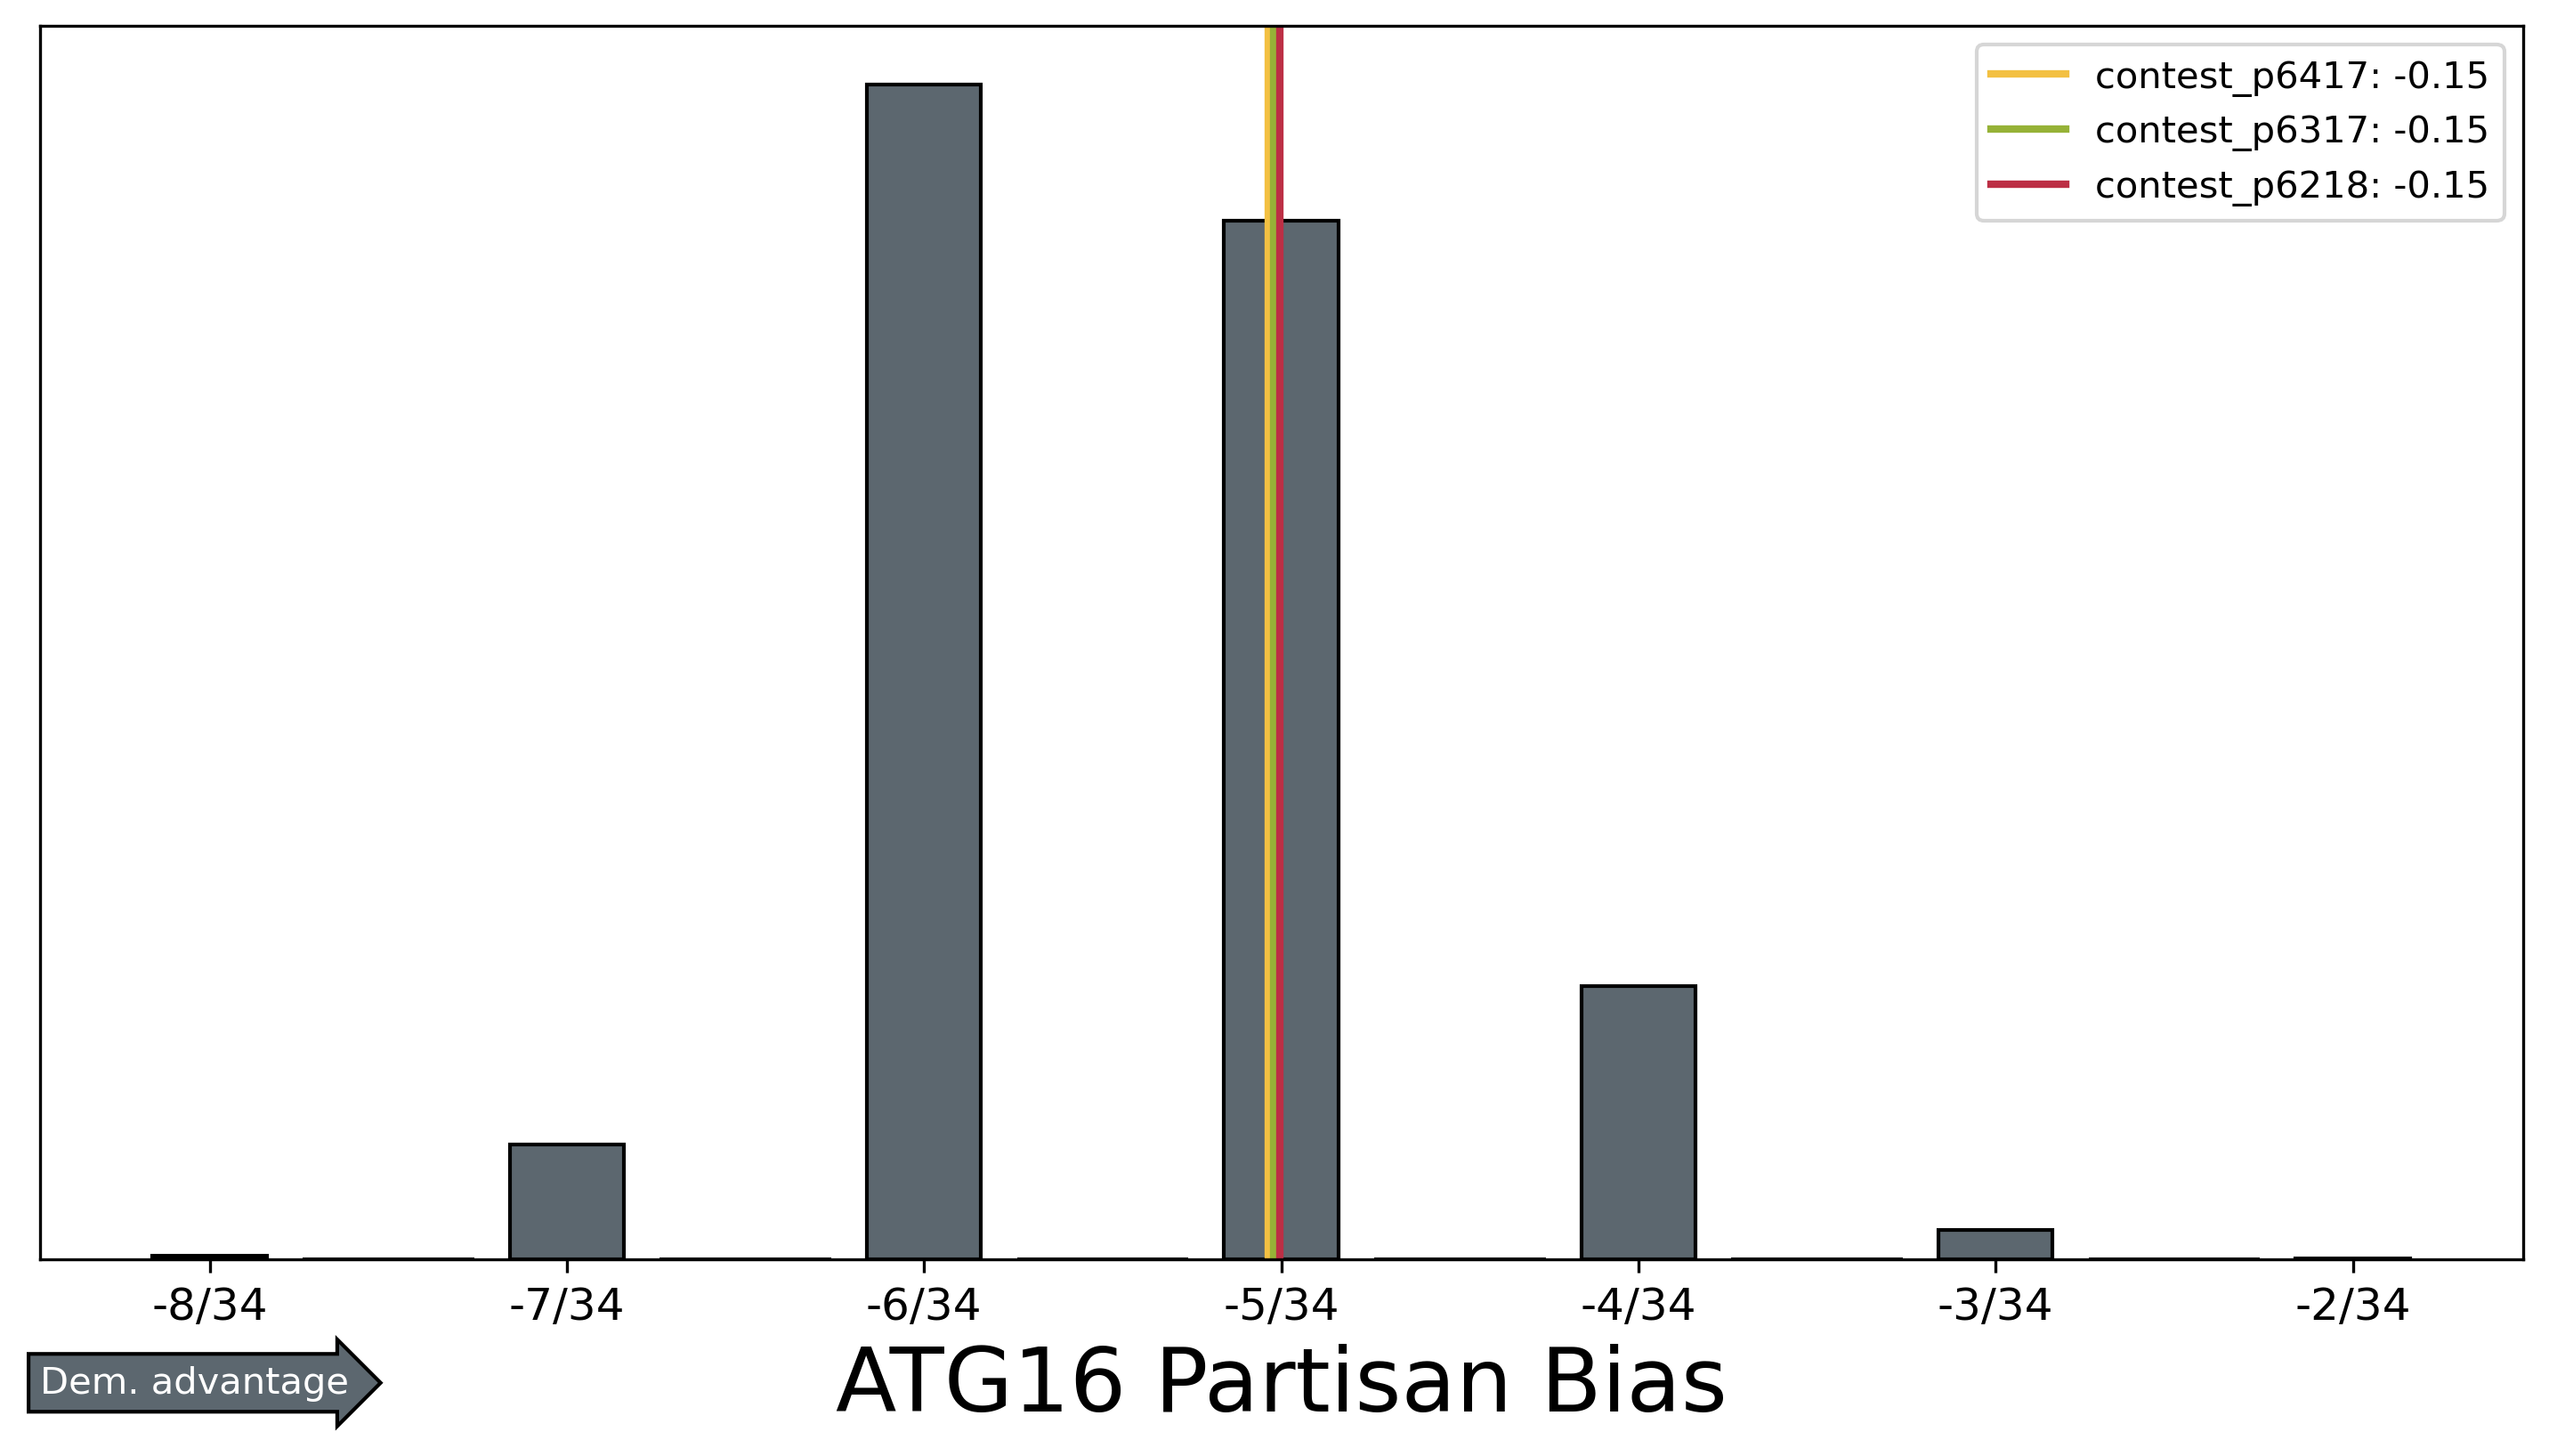 contest_p6417: -0.15
contest_p6317: -0.15
contest_p6218: -0.15
-8/34 -7/34 -6/34 -5/34 -4/34 -3/34 -2/34
Dem. advantage
ATG16 Partisan Bias